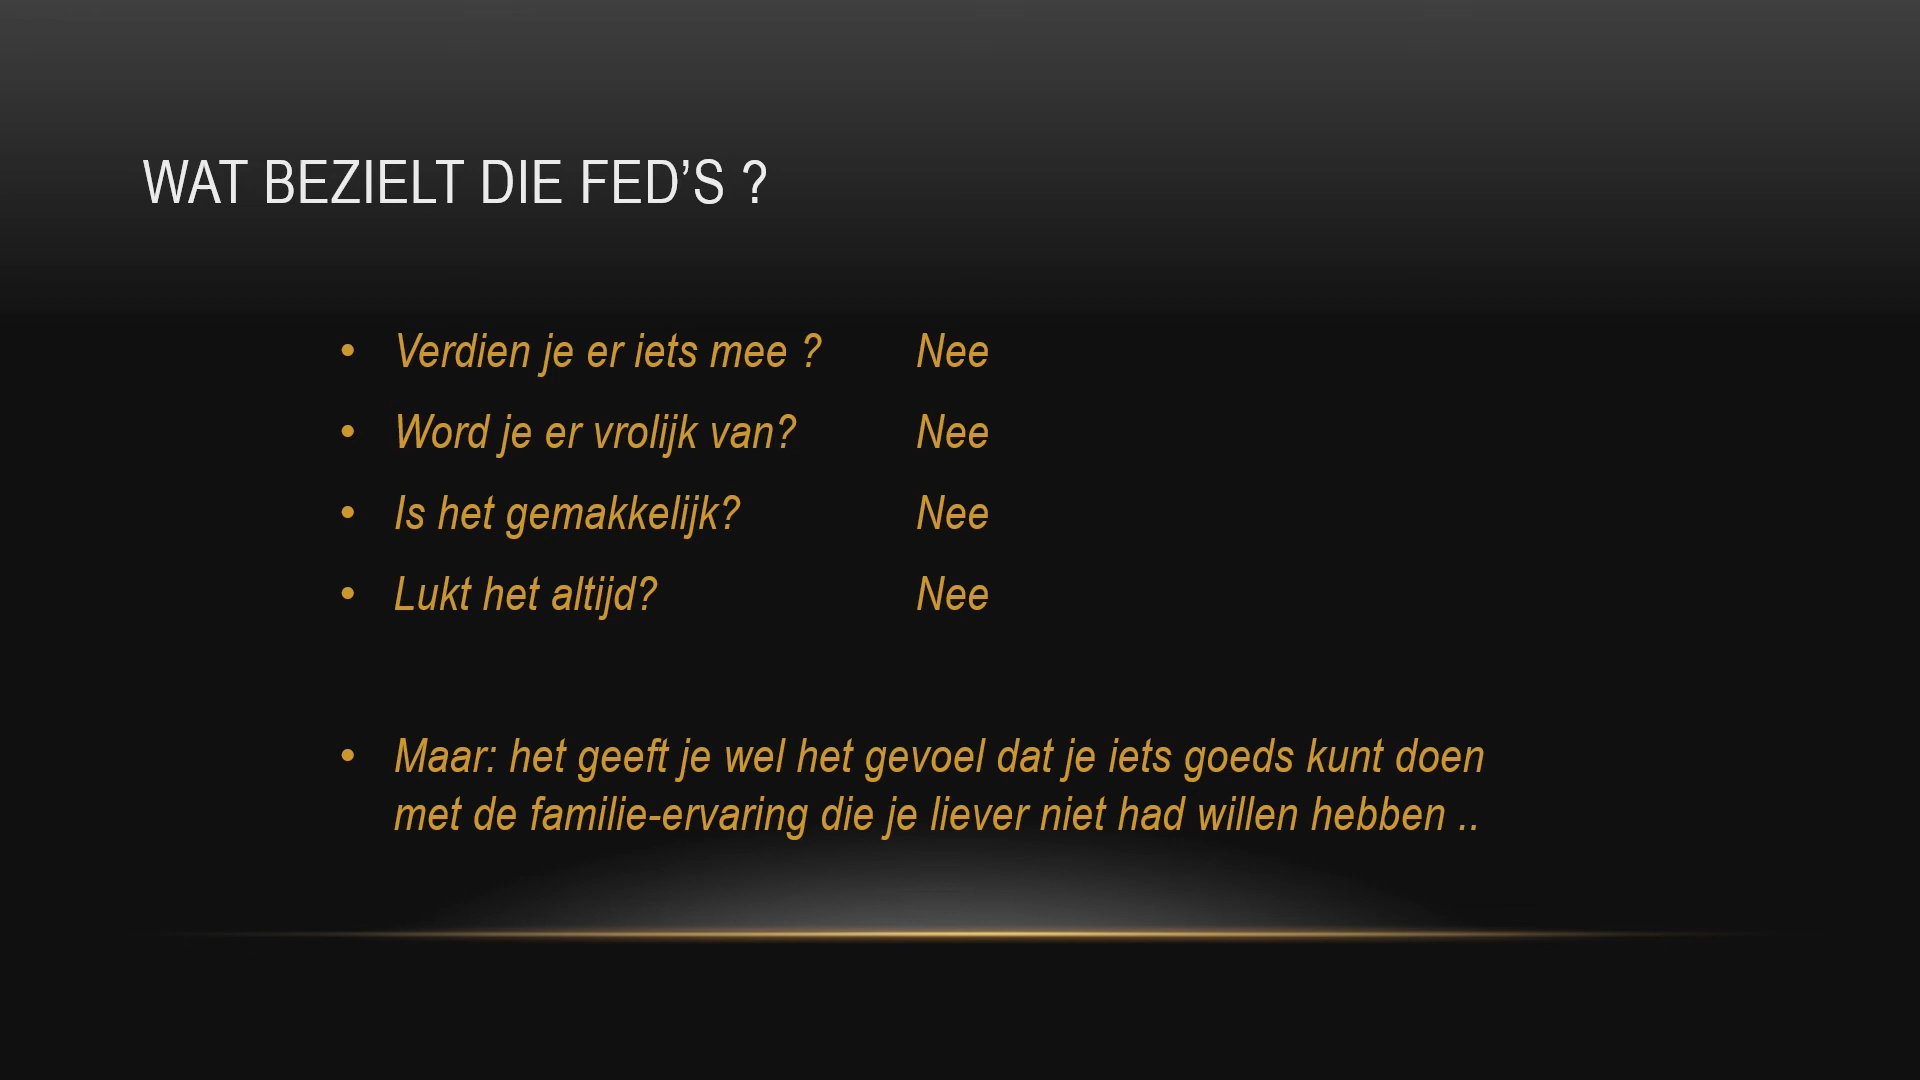 WAT BEZIELT DIE FED’S ?
• Verdien je er iets mee ? Nee
• Word je er vrolijk van? Nee
• Is het gemakkelijk? Nee
• Lukt het altijd? Nee
• Maar: het geeft je wel het gevoel dat je iets goeds kunt doen
met de familie-ervaring die je liever niet had willen hebben ..